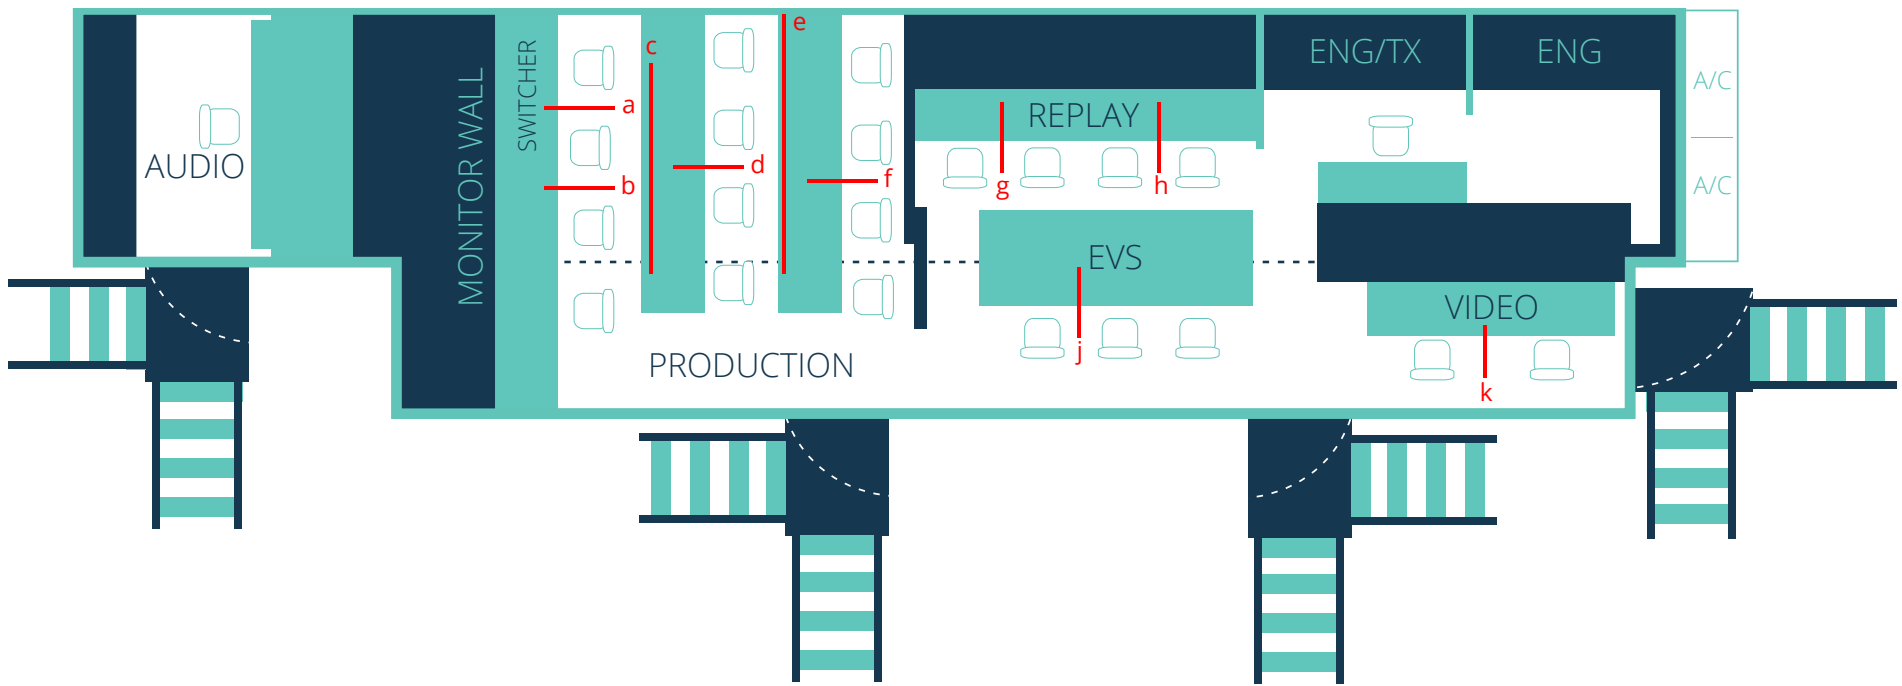 AUDIO
MONITOR WALL
SWITCHER
a
b
c
d
e
f
PRODUCTION
REPLAY
g
h
EVS
j
ENG/TX
ENG
VIDEO
k
A/C
A/C